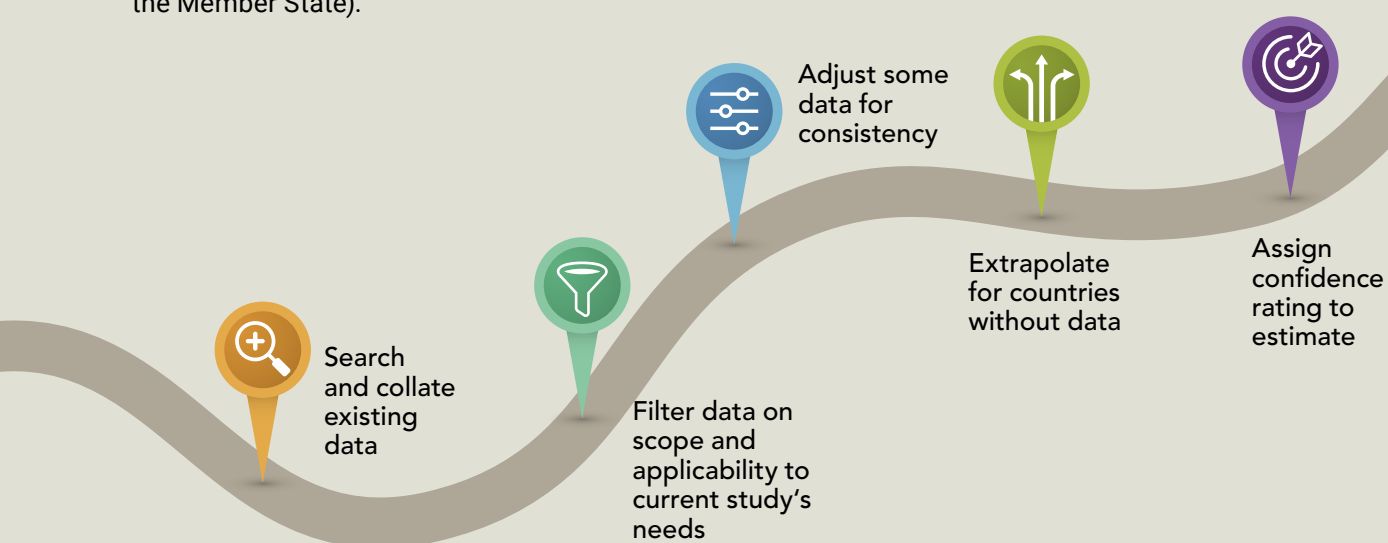 the Member State).
Adjust some
data for
consistency
Search
and collate
existing
data
Filter data on
scope and
applicability to
current study’s
needs
Extrapolate
for countries
without data
Assign
confidence
rating to
estimate